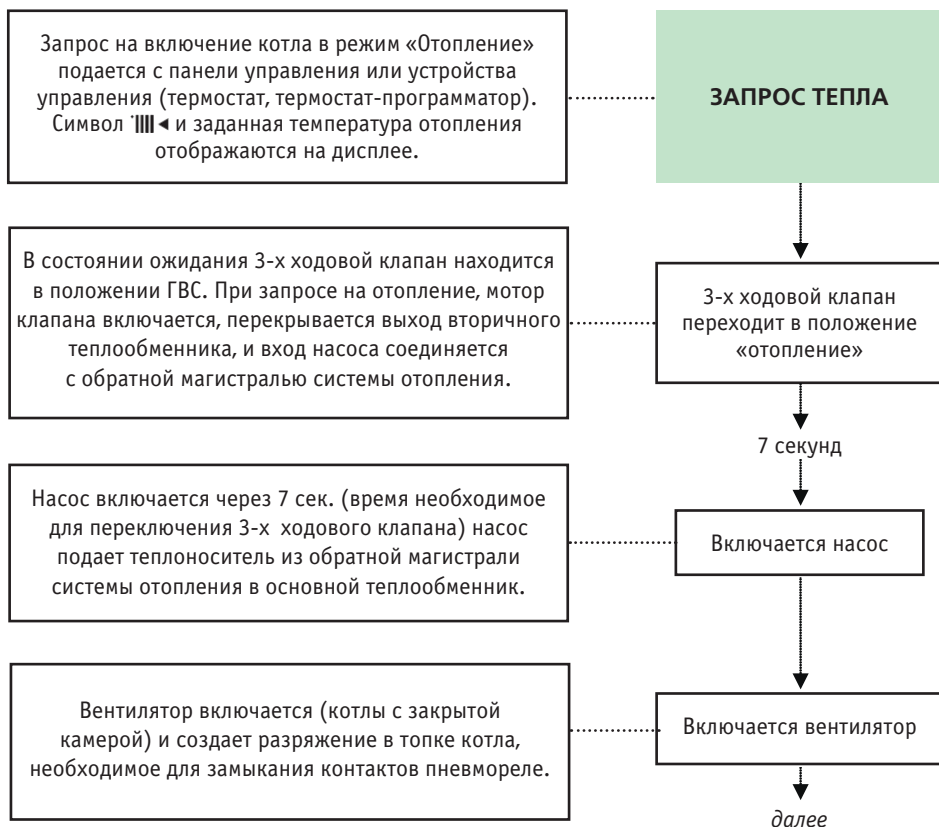 Запрос на включение котла в режим «Отопление»
подается с панели управления или устройства
управления (термостат, термостат-программатор).
Символ и заданная температура отопления
отображаются на дисплее.
ЗАПРОС ТЕПЛА
В состоянии ожидания 3-х ходовой клапан находится
в положении ГВС. При запросе на отопление, мотор
клапана включается, перекрывается выход вторичного
теплообменника, и вход насоса соединяется
с обратной магистралью системы отопления.
3-х ходовой клапан
переходит в положение
«отопление»
7 секунд
Насос включается через 7 сек. (время необходимое
для переключения 3-х ходового клапана) насос
подает теплоноситель из обратной магистрали
системы отопления в основной теплообменник.
Включается насос
Вентилятор включается (котлы с закрытой
камерой) и создает разряжение в топке котла,
необходимое для замыкания контактов пневмореле.
Включается вентилятор
далее